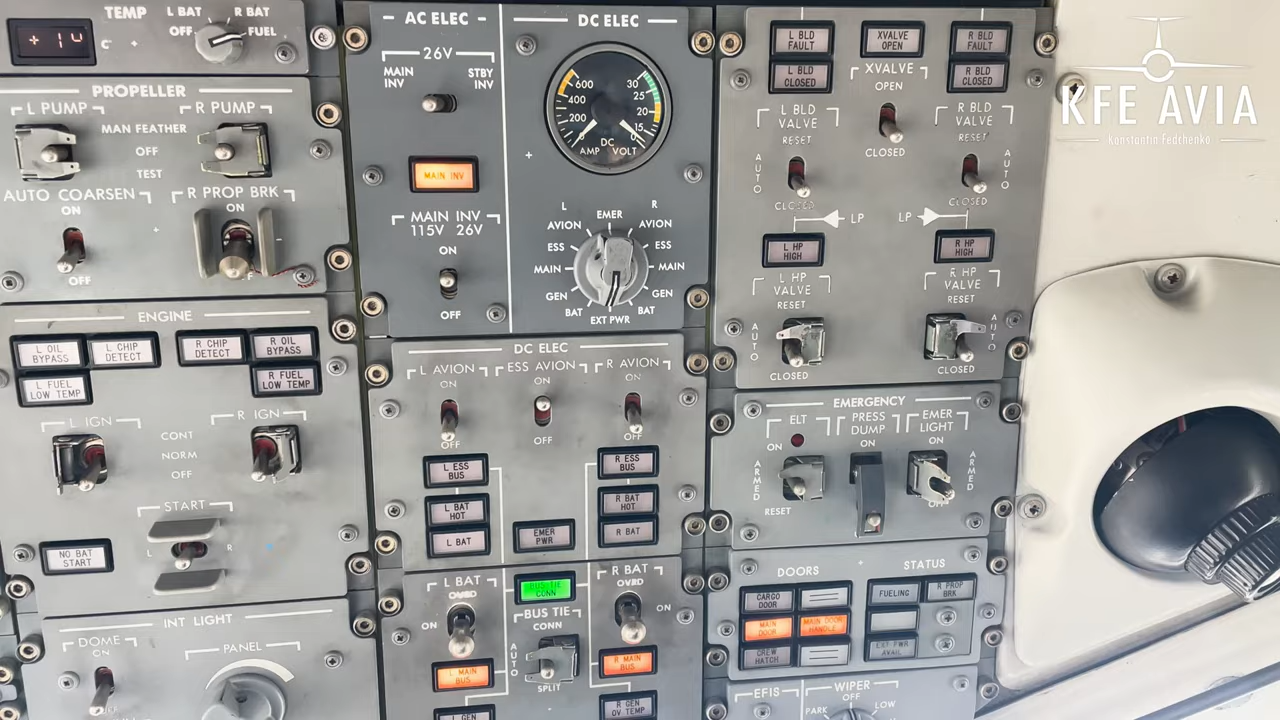 TEMP
L BAT
R BAT
OFF
FUEL
C°
PROPELLER
L PUMP
R PUMP
MAN FEATHER
OFF
TEST
AUTO COARSEN
ON
OFF
R PROP BRK
ON
ENGINE
L OIL BYPASS
L CHIP DETECT
R CHIP DETECT
R OIL BYPASS
L FUEL LOW TEMP
R FUEL LOW TEMP
L IGN
R IGN
CONT
NORM
OFF
START
L
R
NO BAT START
INT LIGHT
DOME
ON
PANEL
AC ELEC
26V
MAIN INV
STBY INV
MAIN INV
MAIN INV
115V 26V
ON
OFF
DC ELEC
600
400
200
0
30
25
20
15
0
DC
AMP VOLT
L
R
EMER
AVION
AVION
ESS
ESS
MAIN
MAIN
GEN
GEN
BAT
BAT
EXT PWR
DC ELEC
L AVION
ESS AVION
R AVION
ON
ON
ON
OFF
OFF
OFF
L ESS BUS
R ESS BUS
L BAT HOT
R BAT HOT
L BAT
EMER PWR
R BAT
L BAT
OVRD
ON
BUS TIE CONN
BUS TIE
CONN
AUTO
SPLIT
R BAT
OVRD
ON
L MAIN BUS
R MAIN BUS
L GEN
R GEN OV TEMP
L BLD FAULT
XVALVE OPEN
R BLD FAULT
L BLD CLOSED
R BLD CLOSED
XVALVE
OPEN
CLOSED
L BLD VALVE
RESET
AUTO
CLOSED
R BLD VALVE
RESET
AUTO
CLOSED
LP
LP
L HP HIGH
R HP HIGH
L HP VALVE
RESET
AUTO
CLOSED
R HP VALVE
RESET
AUTO
CLOSED
EMERGENCY
ELT
ON
ARMED
RESET
PRESS DUMP
ON
EMER LIGHT
ON
ARMED
OFF
DOORS
STATUS
CARGO DOOR
MAIN DOOR
MAIN DOOR HANDLE
CREW HATCH
FUELING
R PROP BRK
EXT PWR AVAIL
EFIS
WIPER
OFF
PARK
LOW
KFE AVIA
Konstantin Fedchenko